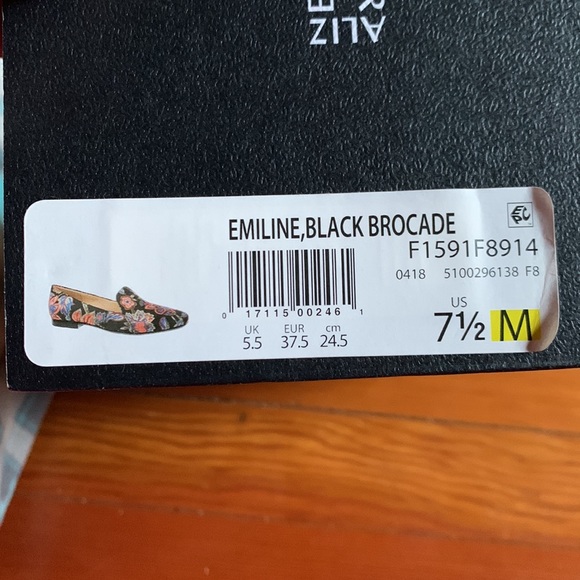 ALIZ
EMILINE,BLACK BROCADE
F1591F8914
0418 5100296138 F8
0 17115 00246 1
UK EUR cm
5.5 37.5 24.5
US
7½ M